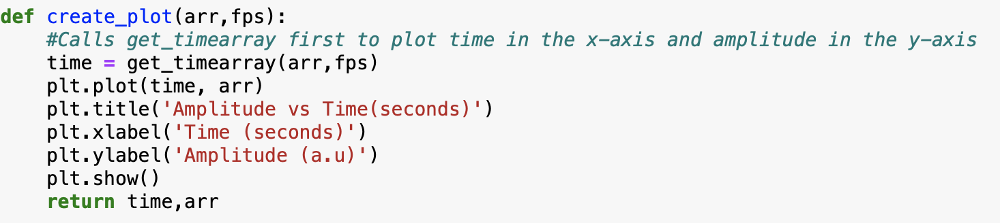 def create_plot(arr,fps):
    #Calls get_timearray first to plot time in the x-axis and amplitude in the y-axis
    time = get_timearray(arr,fps)
    plt.plot(time, arr)
    plt.title('Amplitude vs Time(seconds)')
    plt.xlabel('Time (seconds)')
    plt.ylabel('Amplitude (a.u)')
    plt.show()
    return time,arr